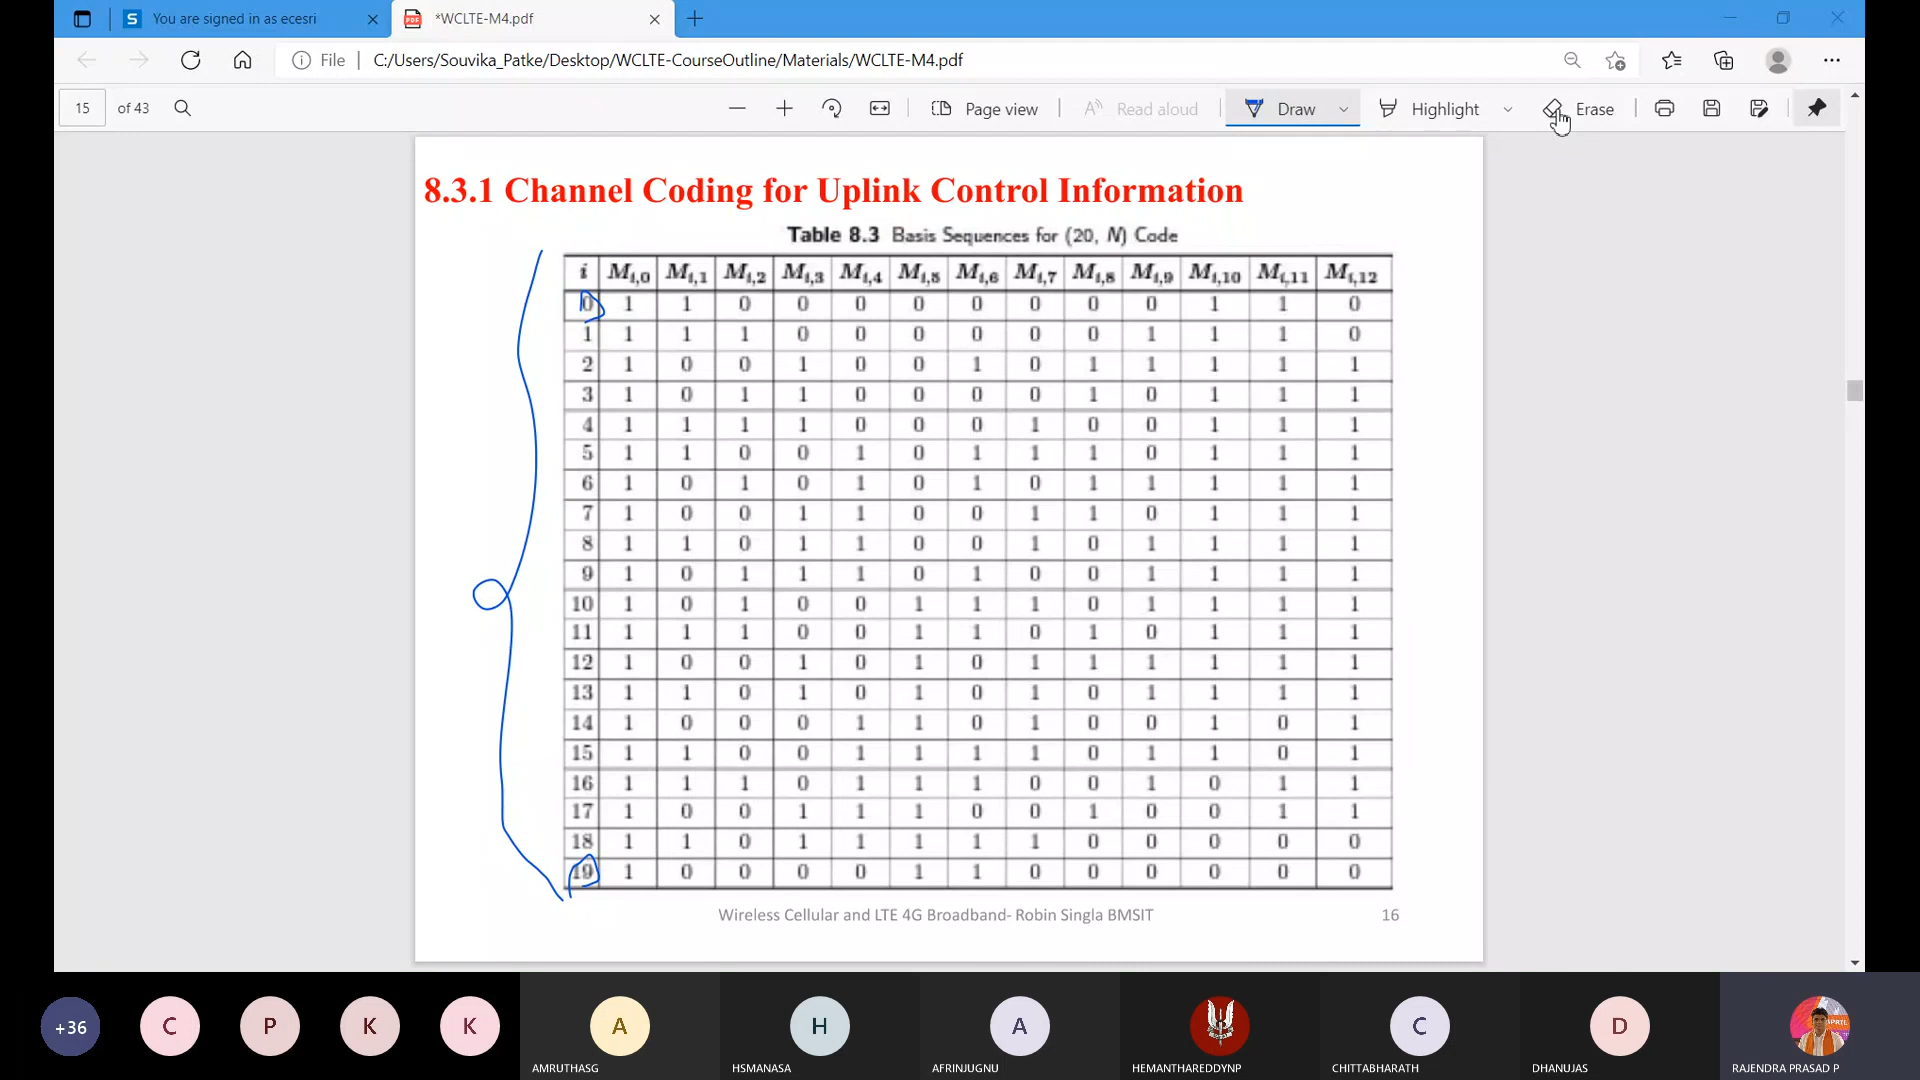 You are signed in as ecesri
*WCLTE-M4.pdf
File
C:/Users/Souvika_Patke/Desktop/WCLTE-CourseOutline/Materials/WCLTE-M4.pdf
15 of 43
Page view
Read aloud
Draw
Highlight
Erase
8.3.1 Channel Coding for Uplink Control Information
Table 8.3 Basis Sequences for (20, N) Code
i Mi,0 Mi,1 Mi,2 Mi,3 Mi,4 Mi,5 Mi,6 Mi,7 Mi,8 Mi,9 Mi,10 Mi,11 Mi,12
0 1 1 0 0 0 0 0 0 0 0 1 1 0
1 1 1 1 0 0 0 0 0 0 1 1 1 0
2 1 0 0 1 0 0 1 0 1 1 1 1 1
3 1 0 1 1 0 0 0 0 1 0 1 1 1
4 1 1 1 1 0 0 0 1 0 0 1 1 1
5 1 1 0 0 1 0 1 1 1 0 1 1 1
6 1 0 1 0 1 0 1 0 1 1 1 1 1
7 1 0 0 1 1 0 0 1 1 0 1 1 1
8 1 1 0 1 1 0 0 1 0 1 1 1 1
9 1 0 1 1 1 0 1 0 0 1 1 1 1
10 1 0 1 0 0 1 1 1 0 1 1 1 1
11 1 1 1 0 0 1 1 0 1 0 1 1 1
12 1 0 0 1 0 1 0 1 1 1 1 1 1
13 1 1 0 1 0 1 0 1 0 1 1 1 1
14 1 0 0 0 1 1 0 1 0 0 1 0 1
15 1 1 0 0 1 1 1 1 0 1 1 0 1
16 1 1 1 0 1 1 1 0 0 1 0 1 1
17 1 0 0 1 1 1 0 0 1 0 0 1 1
18 1 1 0 1 1 1 1 1 0 0 0 0 0
19 1 0 0 0 0 1 1 0 0 0 0 0 0
Wireless Cellular and LTE 4G Broadband- Robin Singla BMSIT 16
+36 C P K K A H A C D
AMRUTHASG HSMANASA AFRINJUGNU HEMANTHAREDDYNP CHITTABHARATH DHANUJAS RAJENDRA PRASAD P